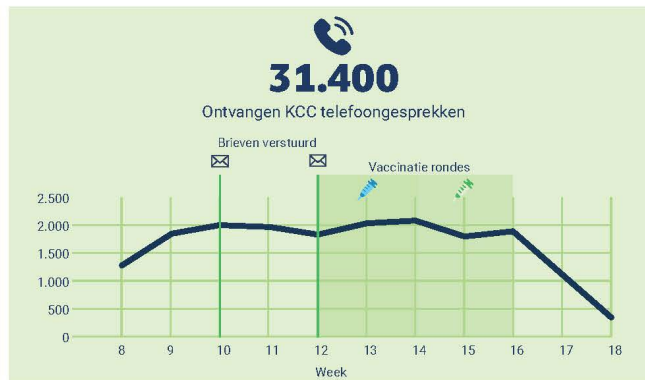 31.400
Ontvangen KCC telefoongesprekken
Brieven verstuurd
Vaccinatie rondes
2.500
2.000
1.500
1.000
500
0
8 9 10 11 12 13 14 15 16 17 18
Week